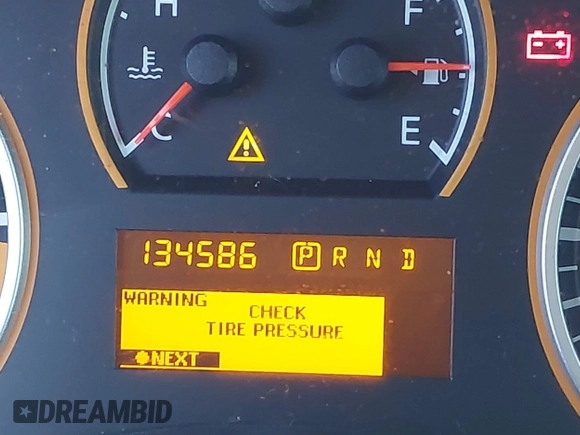 H
F
C
E
134586 P R N D
WARNING
CHECK
TIRE PRESSURE
NEXT
DREAMBID